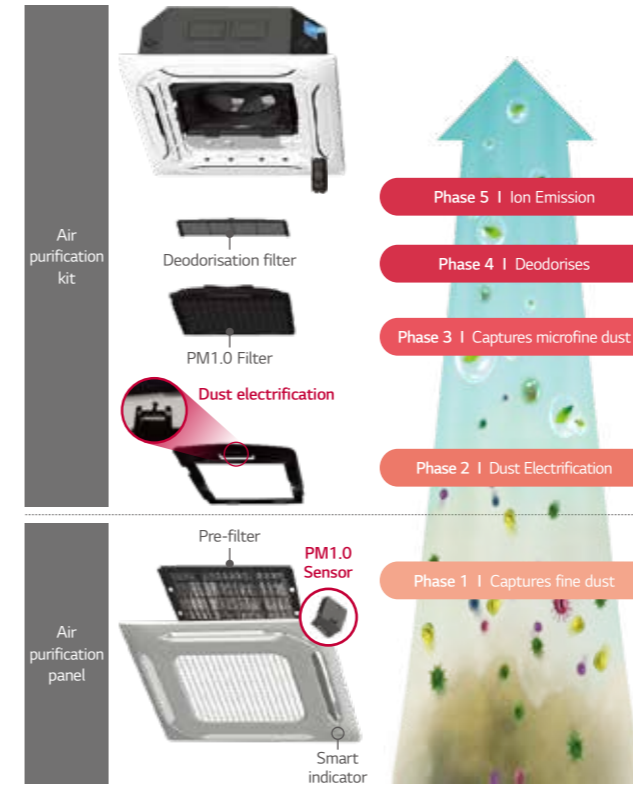 Air
purification
kit
Deodorisation filter
PM1.0 Filter
Dust electrification
Phase 5 I Ion Emission
Phase 4 I Deodorises
Phase 3 I Captures microfine dust
Phase 2 I Dust Electrification
Air
purification
panel
Pre-filter
PM1.0
Sensor
Smart
indicator
Phase 1 I Captures fine dust